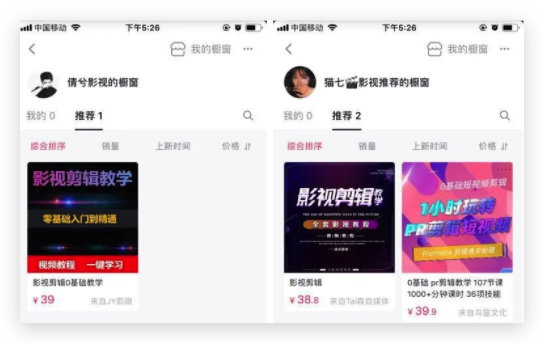 中国移动 下午5:26
我的橱窗
倩兮影视的橱窗
我的 0 推荐 1
综合排序 销量 上新时间 价格
影视剪辑教学
零基础入门到精通
视频教程 一键学习
影视剪辑0基础教学
¥39 来自JY茹微
中国移动 下午5:26
我的橱窗
猫七🎬影视推荐的橱窗
我的 0 推荐 2
综合排序 销量 上新时间 价格
影视剪辑教学
全套影视教程
影视剪辑
¥38.8 来自Tai森自媒体
0基础短视频剪辑
1小时玩转
PR剪辑短视频
Premiere 剪辑通关秘籍
0基础 pr剪辑教学 107节课
1000+分钟课时 36项技能
¥39.9 来自鸟笛文化